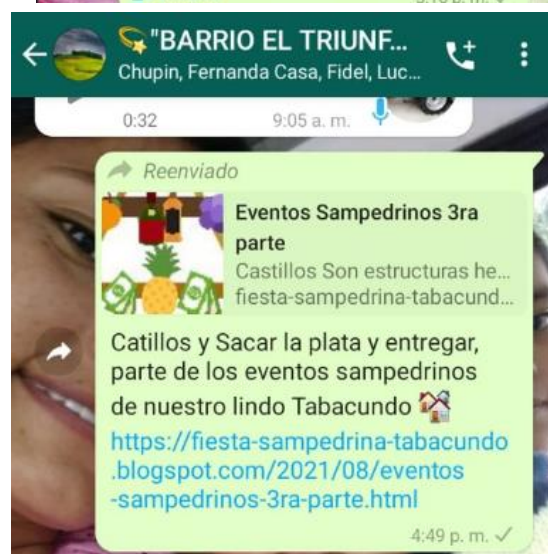 "BARRIO EL TRIUNF...
Chupin, Fernanda Casa, Fidel, Luc...
0:32
9:05 a. m.
Reenviado
Eventos Sampedrinos 3ra
parte
Castillos Son estructuras he...
fiesta-sampedrina-tabacund...
Catillos y Sacar la plata y entregar,
parte de los eventos sampedrinos
de nuestro lindo Tabacundo
https://fiesta-sampedrina-tabacundo
.blogspot.com/2021/08/eventos
-sampedrinos-3ra-parte.html
4:49 p. m.